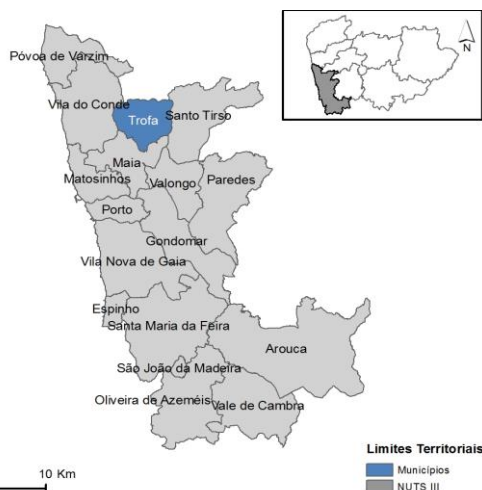 N
Póvoa de Varzim
Vila do Conde
Trofa
Santo Tirso
Maia
Matosinhos
Valongo
Paredes
Porto
Gondomar
Vila Nova de Gaia
Espinho
Santa Maria da Feira
Arouca
São João da Madeira
Oliveira de Azeméis
Vale de Cambra
10 Km
Limites Territoriais
Municípios
NUTS III